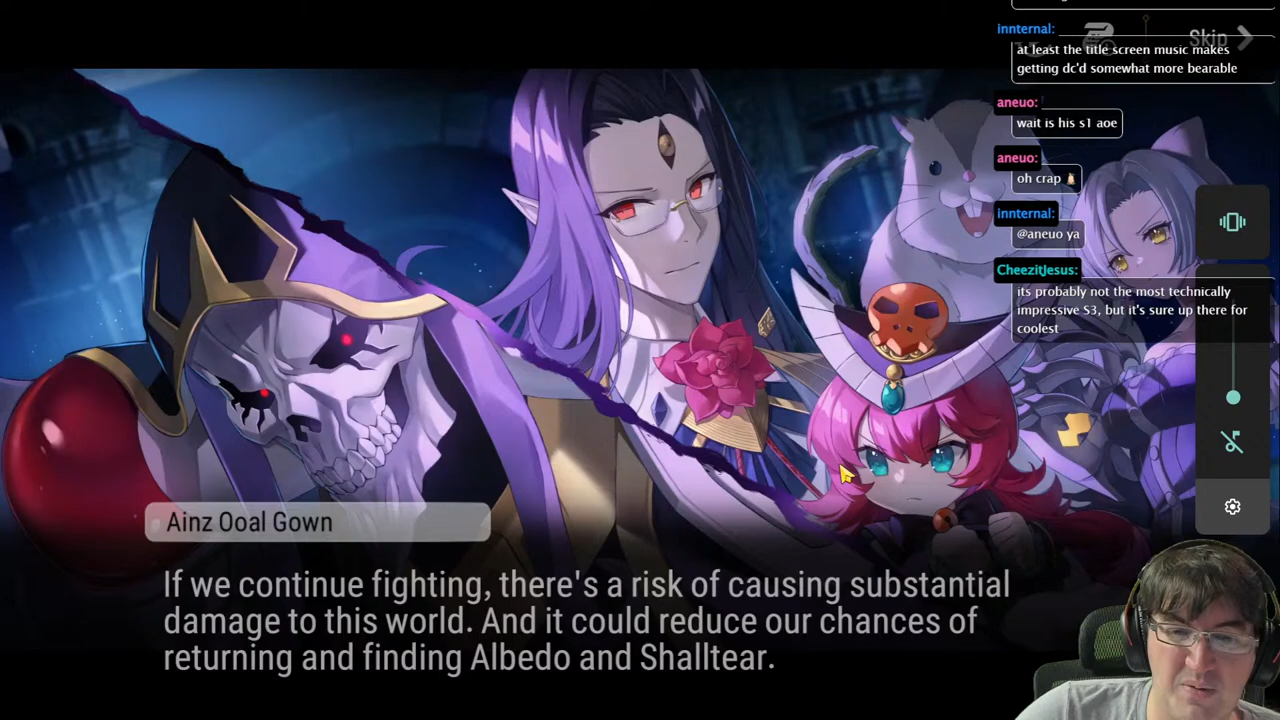 Skip
innternal:
at least the title screen music makes
getting dc'd somewhat more bearable
aneuo:
wait is his s1 aoe
aneuo:
oh crap
innternal:
@aneuo ya
CheezitJesus:
its probably not the most technically
impressive S3, but it's sure up there for
coolest
Ainz Ooal Gown
If we continue fighting, there's a risk of causing substantial
damage to this world. And it could reduce our chances of
returning and finding Albedo and Shalltear.